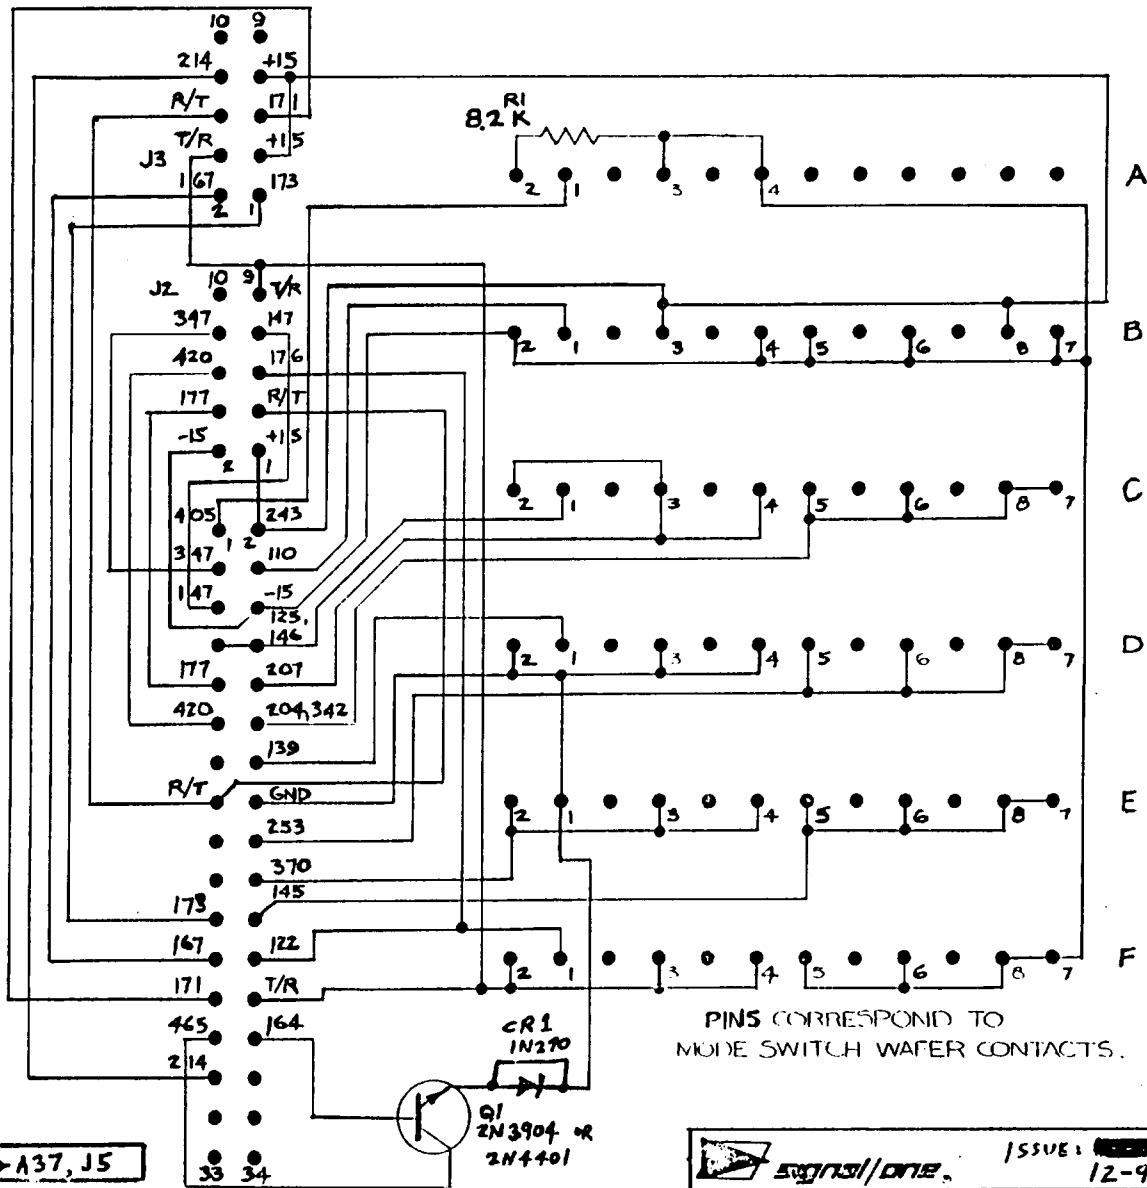 10 9
214 +15
R/T 171
T/R +15
J3
167 173
2 1
R1
8.2 K
2 1 3 4 A
J2 10 9 T/R
347 147
420 176
177 R/T
-15 +15
2 1
405 243
1 2
347 110
147 -15
125,
146
177 207
420 204, 342
139
R/T GND
253
370
173 145
167 122
171 T/R
465 164
214
33 34
2 1 3 4 5 6 8 7 B
2 1 3 4 5 6 8 7 C
2 1 3 4 5 6 8 7 D
2 1 3 4 5 6 8 7 E
2 1 3 4 5 6 8 7 F
PINS CORRESPOND TO
MODE SWITCH WAFER CONTACTS.
CR1
1N270
Q1
2N3904 OR
2N4401
A37, J5
signal/one.
ISSUE:
12-9